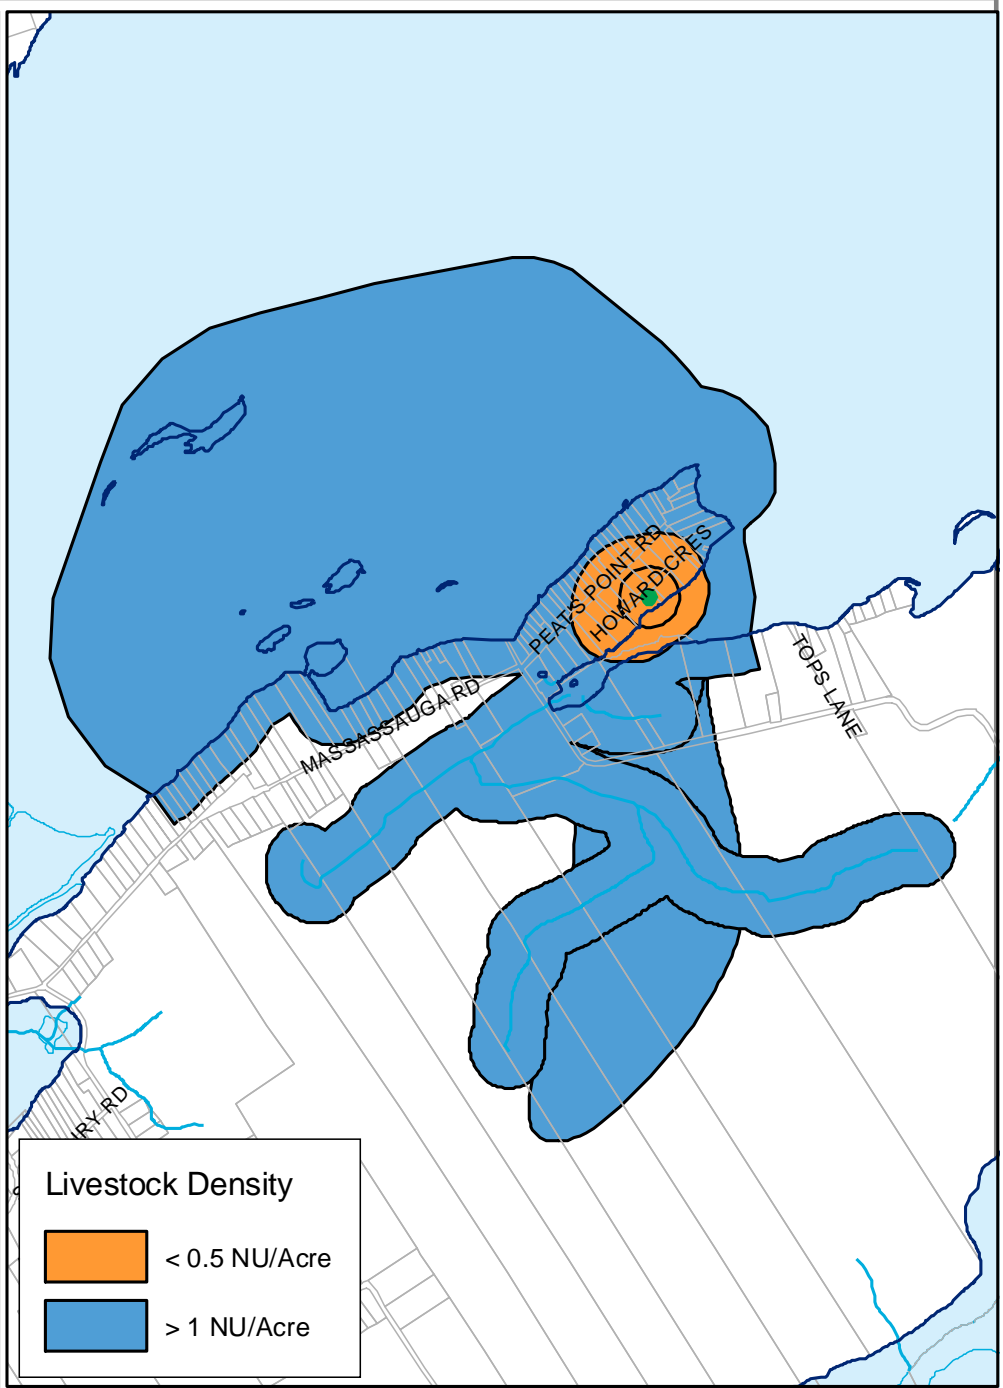 PEATS POINT RD
HOWARD CRES
TOPS LANE
MASSASSAUGA RD
RD
Livestock Density
< 0.5 NU/Acre
> 1 NU/Acre